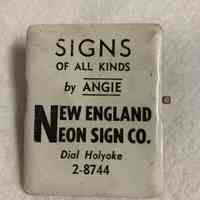 SIGNS
OF ALL KINDS
by ANGIE
NEW ENGLAND
NEON SIGN CO.
Dial Holyoke
2-8744